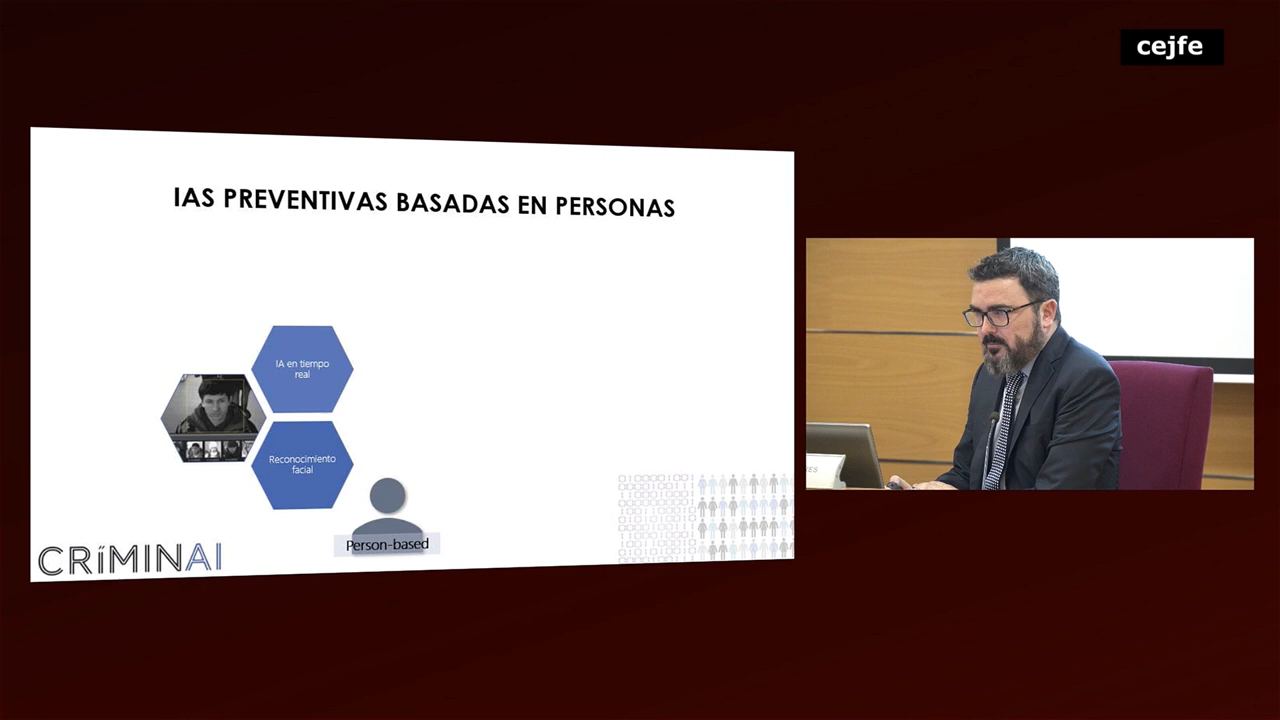 cejfe
IAS PREVENTIVAS BASADAS EN PERSONAS
IA en tiempo
real
Reconocimiento
facial
Person-based
CRíMINAI